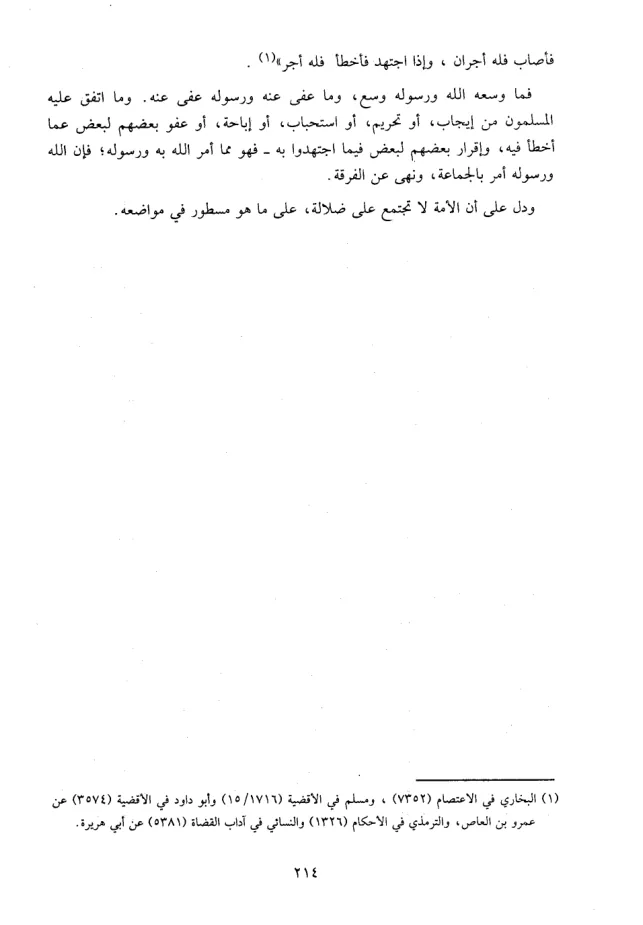 فأصاب فله أجران ، وإذا اجتهد فأخطأ فله أجر»(١) .
فما وسعه الله ورسوله وسع، وما عفى عنه ورسوله عفى عنه. وما اتفق عليه
المسلمون من إيجاب، أو تحريم، أو استحباب، أو إباحة، أو عفو بعضهم لبعض عما
أخطأ فيه، وإقرار بعضهم لبعض فيما اجتهدوا به ـ فهو مما أمر الله به ورسوله؛ فإن الله
ورسوله أمر بالجماعة، ونهى عن الفرقة.
ودل على أن الأمة لا تجتمع على ضلالة، على ما هو مسطور في مواضعه.
(١) البخاري في الاعتصام (٧٣٥٢) ، ومسلم في الأقضية (١٥/١٧١٦) وأبو داود في الأقضية (٣٥٧٤) عن
عمرو بن العاص، والترمذي في الأحكام (١٣٢٦) والنسائي في آداب القضاة (٥٣٨١) عن أبي هريرة.
٢١٤